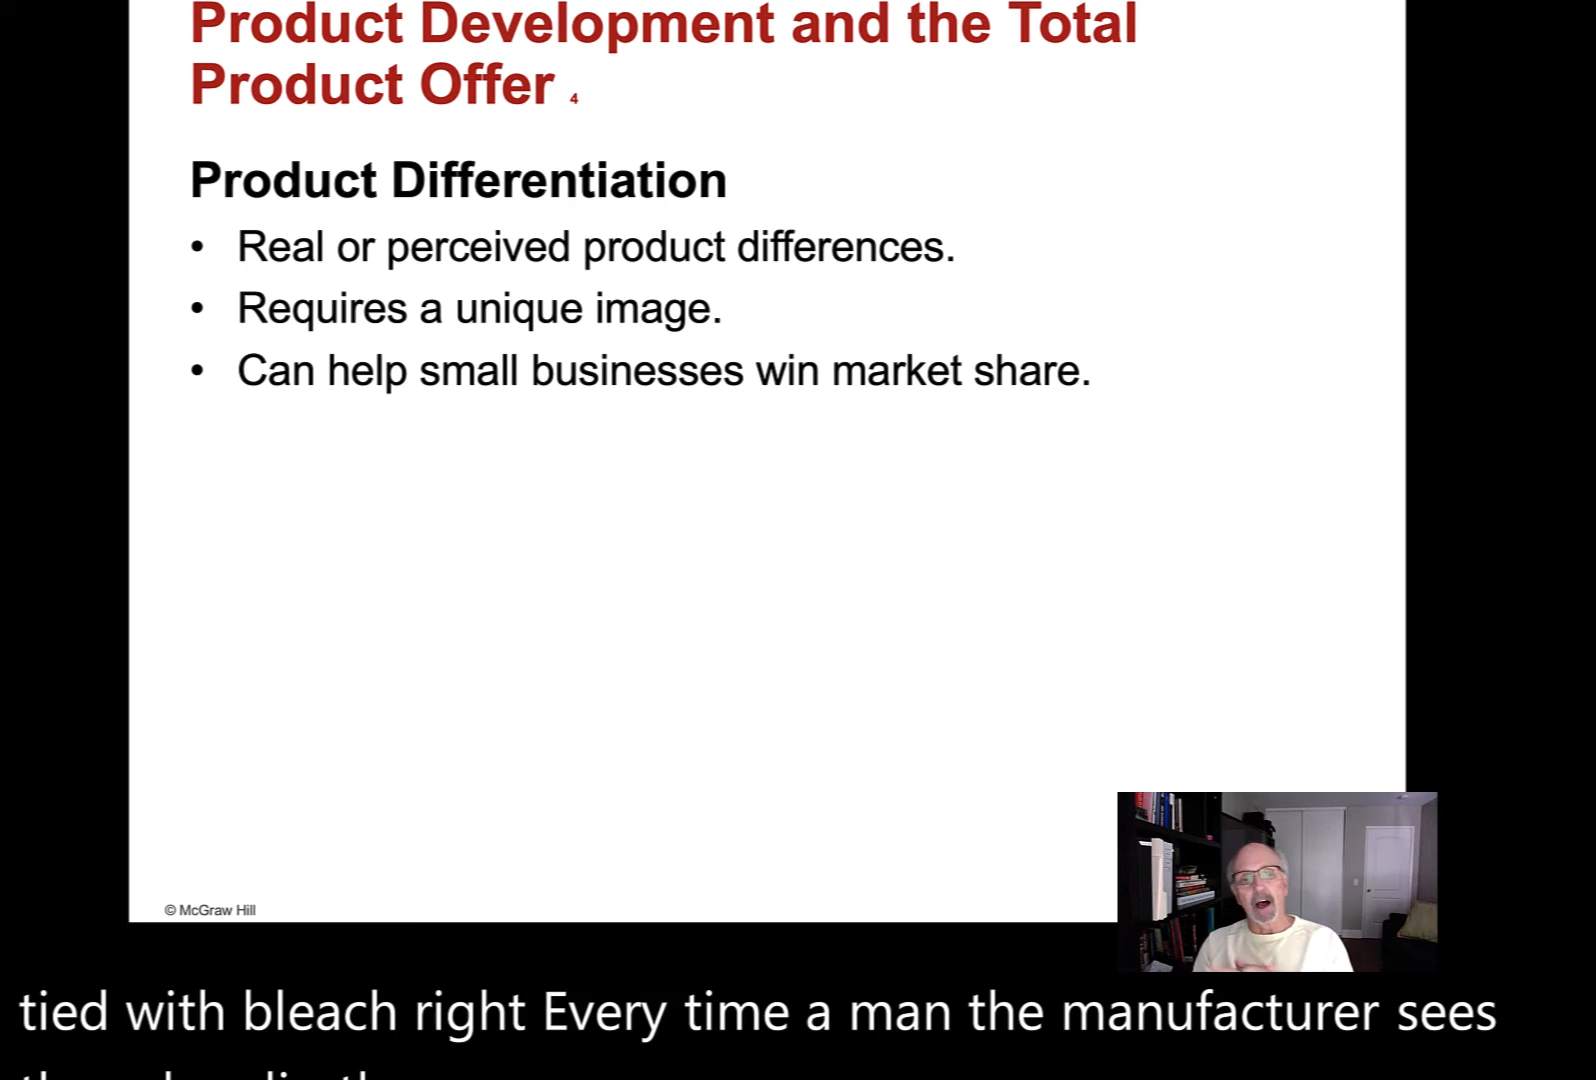 Product Development and the Total
Product Offer 4
Product Differentiation
• Real or perceived product differences.
• Requires a unique image.
• Can help small businesses win market share.
© McGraw Hill
tied with bleach right Every time a man the manufacturer sees